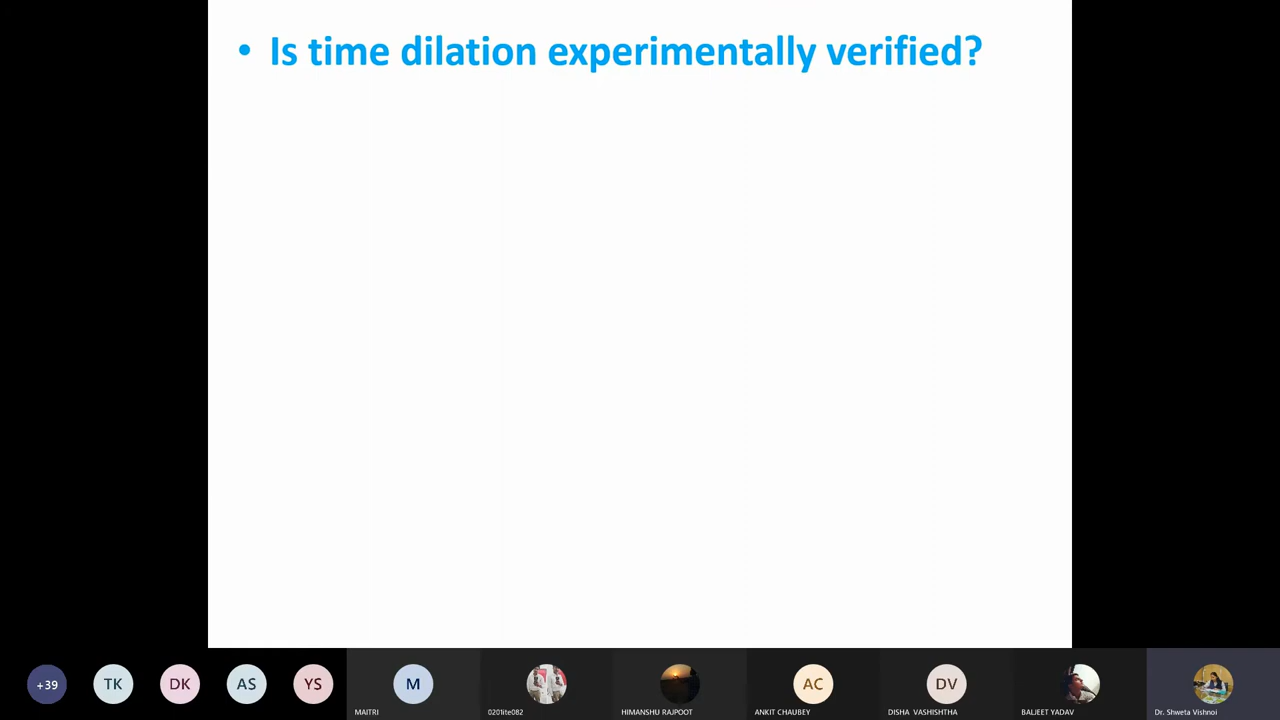 • Is time dilation experimentally verified?
+39
TK
DK
AS
YS
M
MAITRI
0201ite082
HIMANSHU RAJPOOT
AC
ANKIT CHAUBEY
DV
DISHA VASHISHTHA
BALJEET YADAV
Dr. Shweta Vishnoi